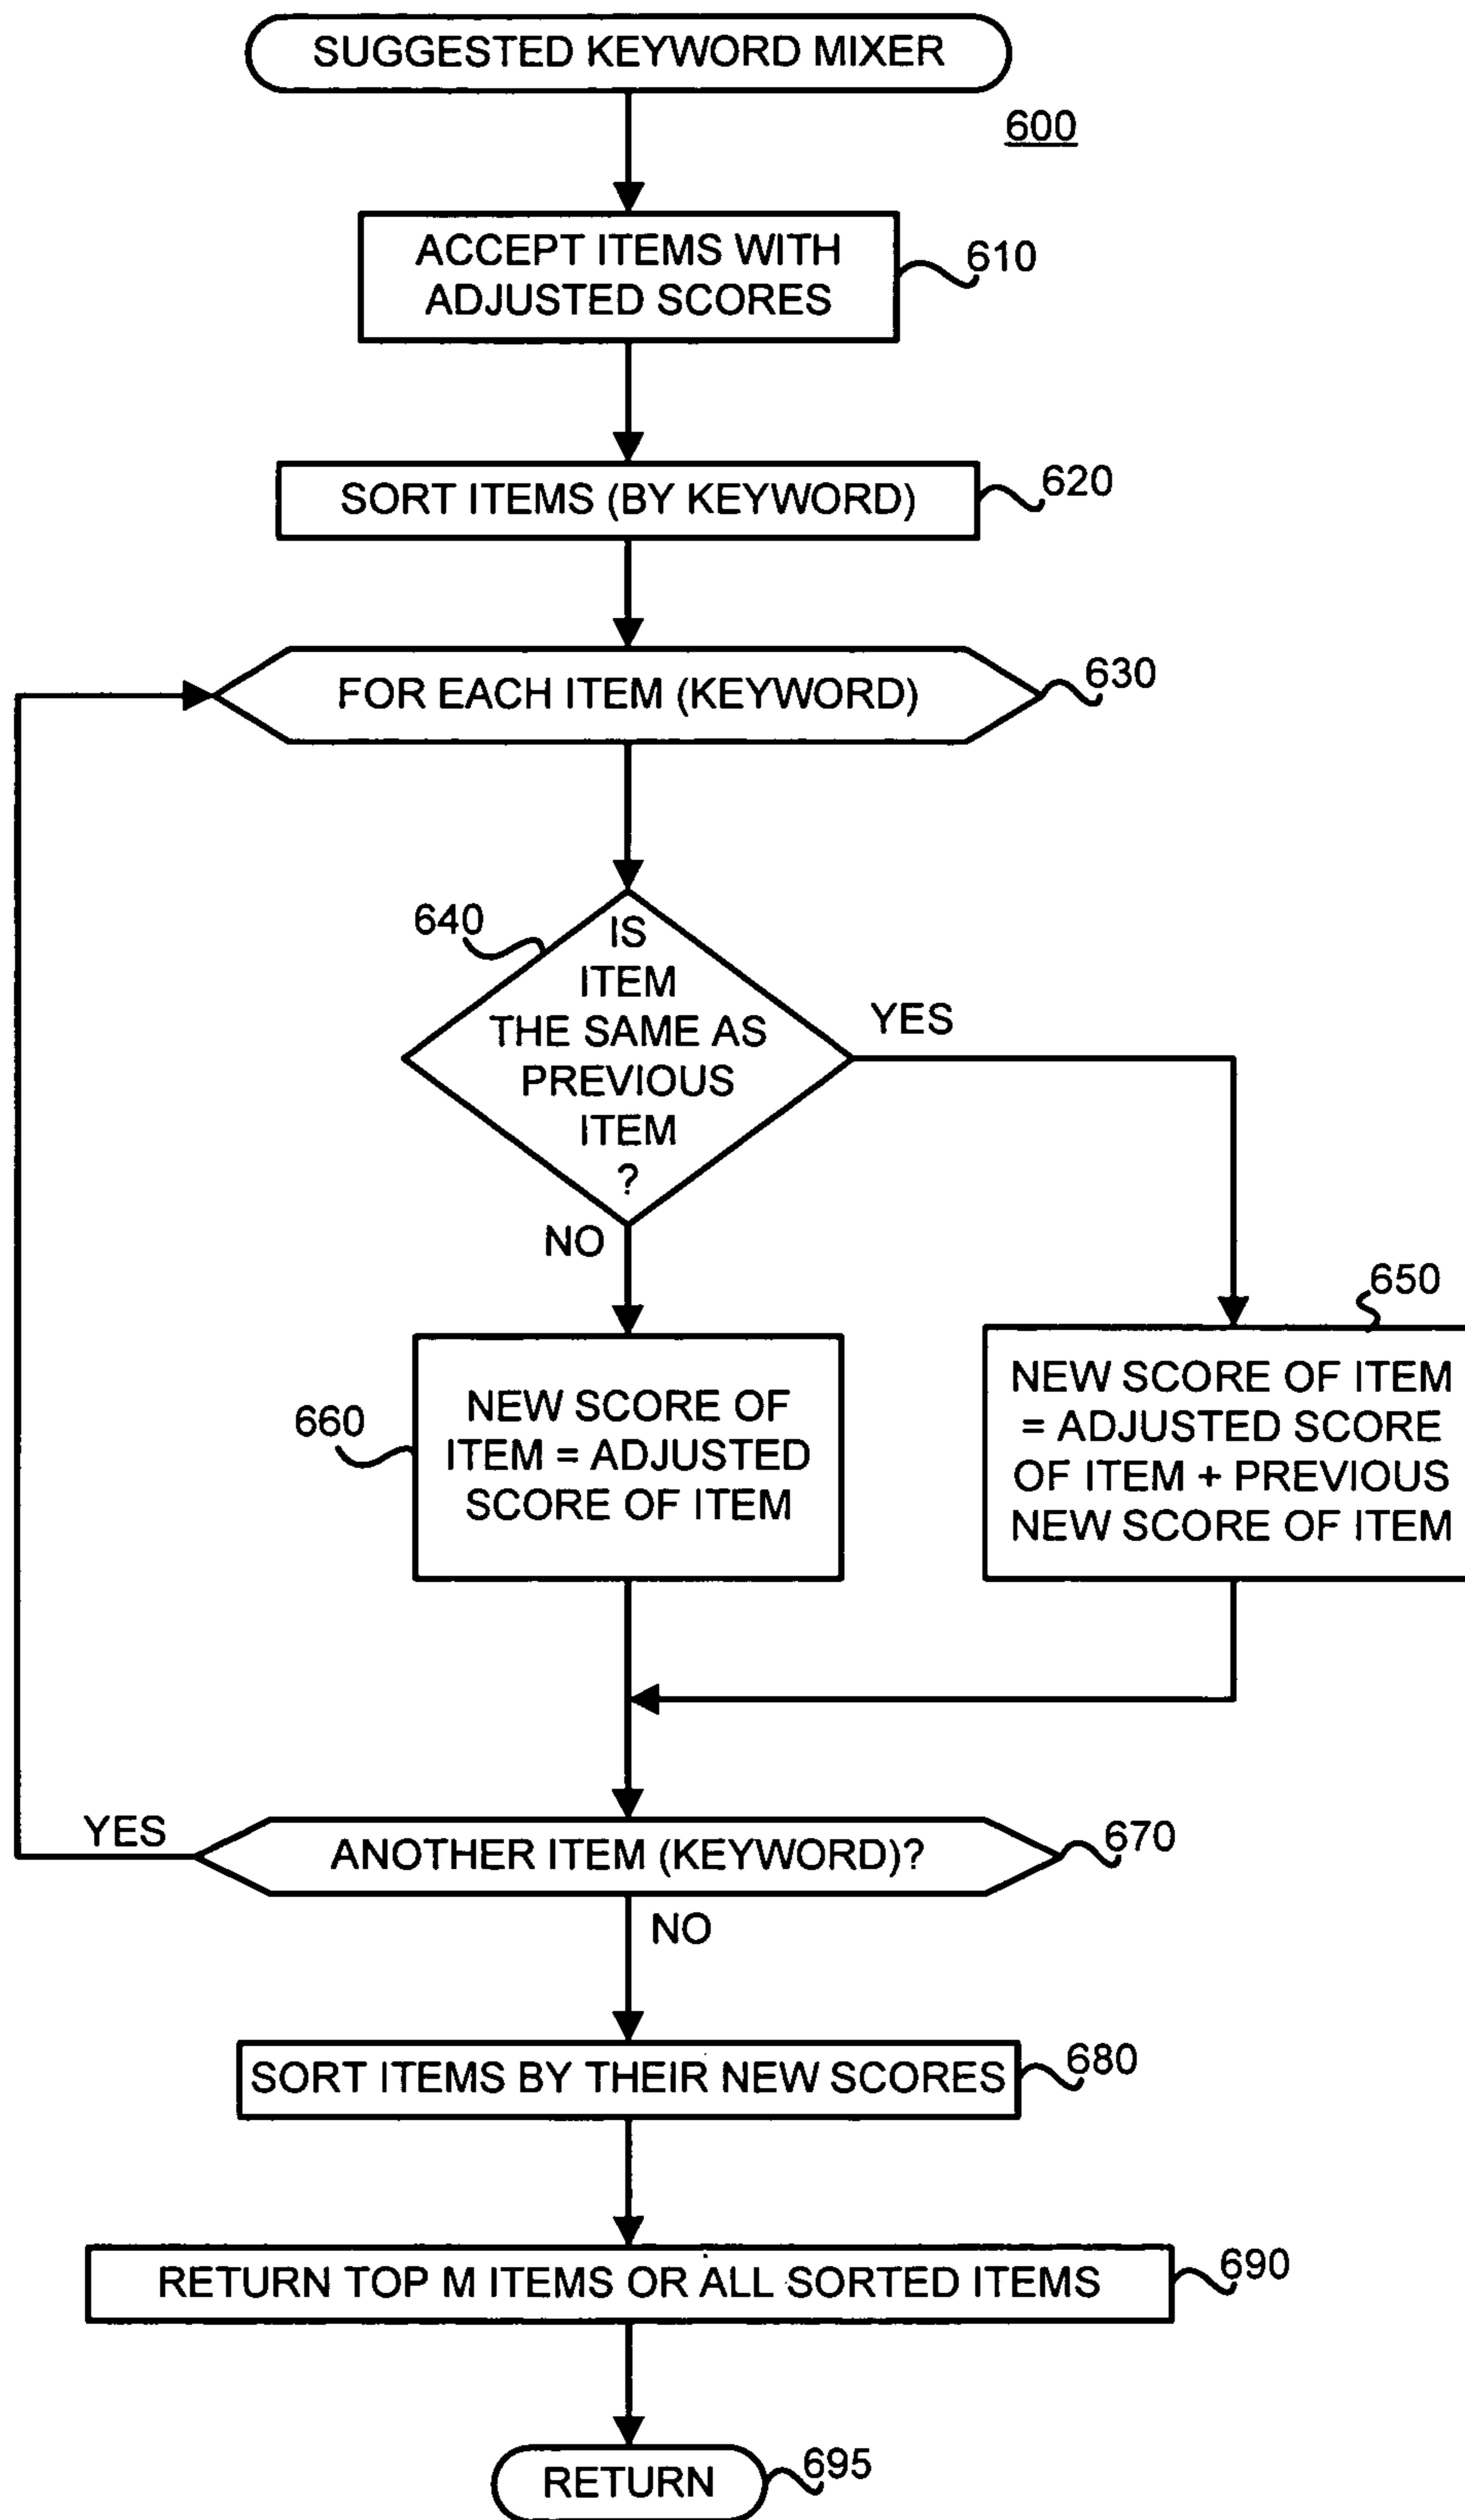 SUGGESTED KEYWORD MIXER
600
ACCEPT ITEMS WITH
ADJUSTED SCORES
610
SORT ITEMS (BY KEYWORD)
620
FOR EACH ITEM (KEYWORD)
630
640
IS
ITEM
THE SAME AS
PREVIOUS
ITEM
?
YES
NO
650
NEW SCORE OF ITEM
= ADJUSTED SCORE
OF ITEM + PREVIOUS
NEW SCORE OF ITEM
660
NEW SCORE OF
ITEM = ADJUSTED
SCORE OF ITEM
YES
ANOTHER ITEM (KEYWORD)?
670
NO
SORT ITEMS BY THEIR NEW SCORES
680
RETURN TOP M ITEMS OR ALL SORTED ITEMS
690
RETURN
695